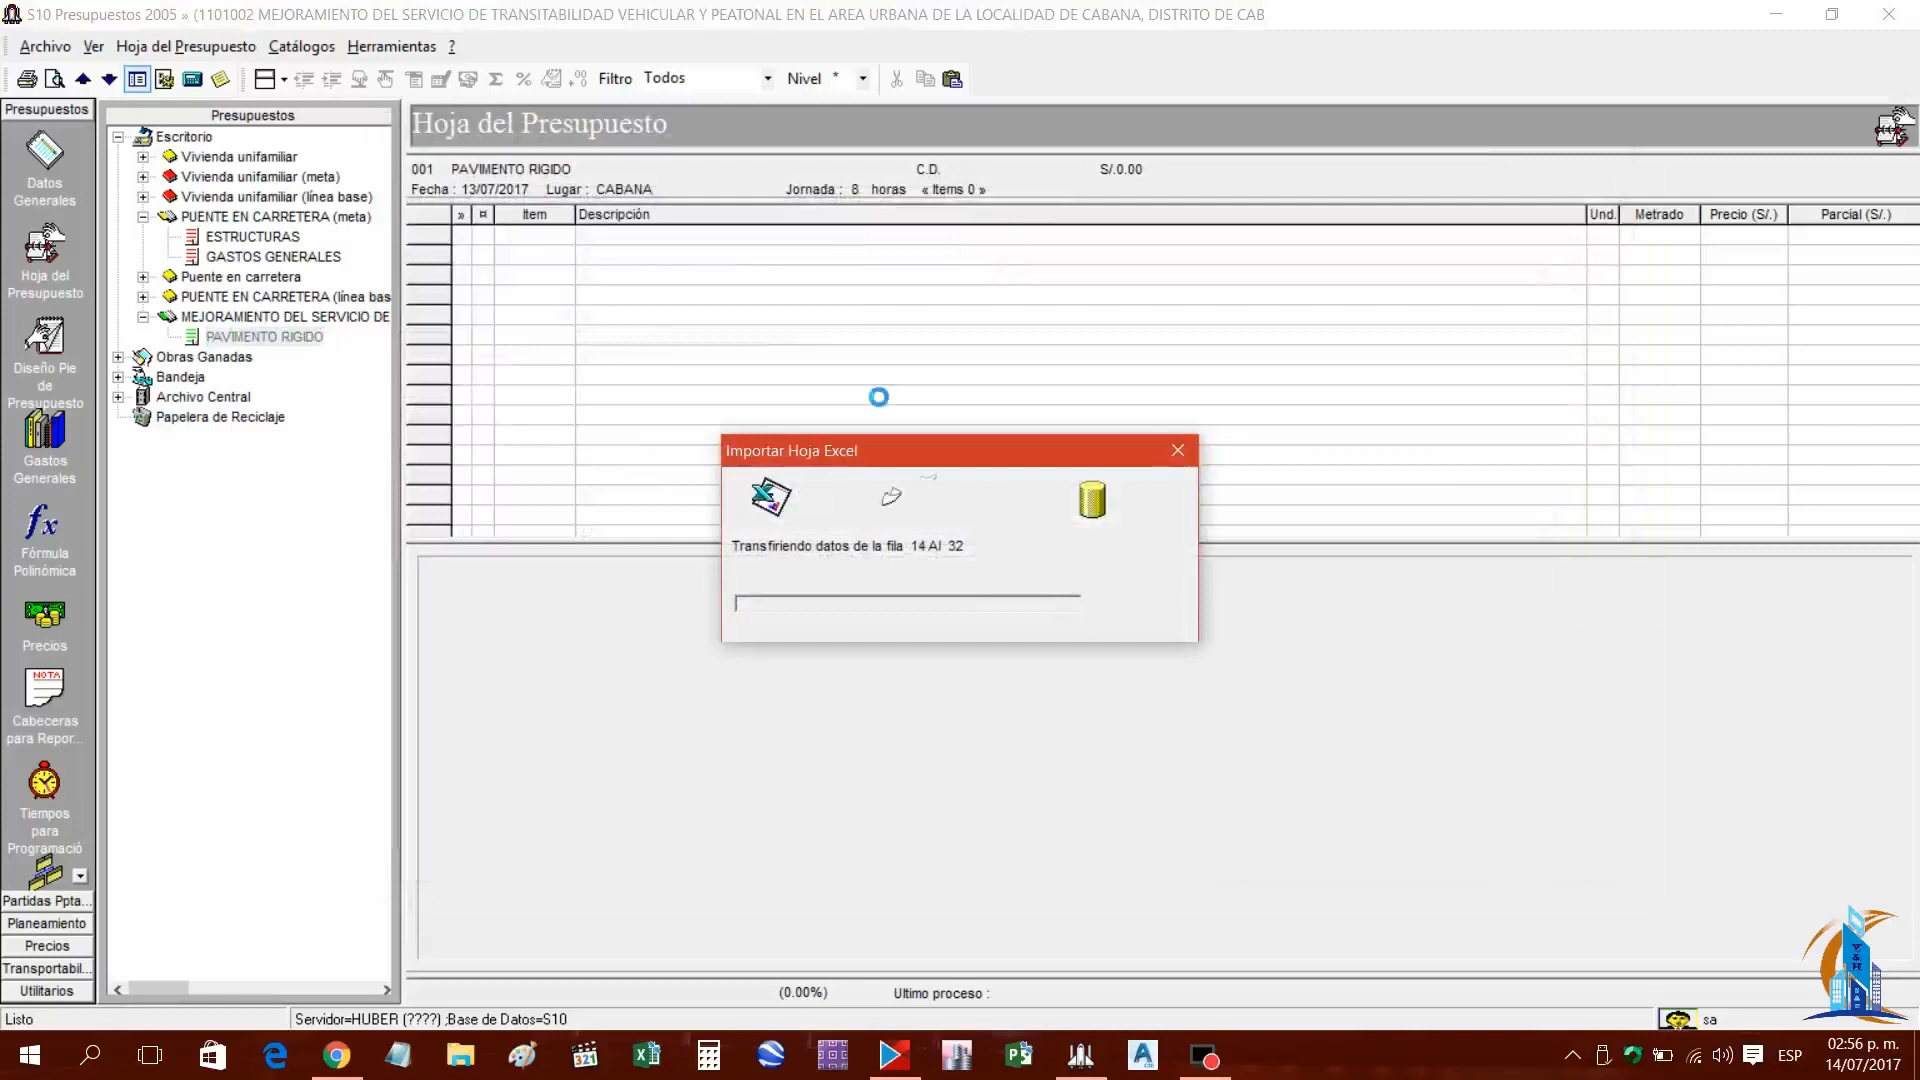 S10 Presupuestos 2005 » (1101002 MEJORAMIENTO DEL SERVICIO DE TRANSITABILIDAD VEHICULAR Y PEATONAL EN EL AREA URBANA DE LA LOCALIDAD DE CABANA, DISTRITO DE CAB
Archivo Ver Hoja del Presupuesto Catálogos Herramientas ?
Filtro Todos Nivel *
Presupuestos
Datos
Generales
Hoja del
Presupuesto
Diseño Pie
de
Presupuesto
Gastos
Generales
fx
Fórmula
Polinómica
Precios
NOTA
Cabeceras
para Repor...
Tiempos
para
Programació
Partidas Ppta...
Planeamiento
Precios
Transportabil...
Utilitarios
Presupuestos
Escritorio
Vivienda unifamiliar
Vivienda unifamiliar (meta)
Vivienda unifamiliar (línea base)
PUENTE EN CARRETERA (meta)
ESTRUCTURAS
GASTOS GENERALES
Puente en carretera
PUENTE EN CARRETERA (línea bas
MEJORAMIENTO DEL SERVICIO DE
PAVIMENTO RIGIDO
Obras Ganadas
Bandeja
Archivo Central
Papelera de Reciclaje
Hoja del Presupuesto
001 PAVIMENTO RIGIDO C.D. S/.0.00
Fecha : 13/07/2017 Lugar : CABANA Jornada : 8 horas « Items 0 »
» ¤ Item Descripción Und. Metrado Precio (S/.) Parcial (S/.)
Importar Hoja Excel
Transfiriendo datos de la fila 14 Al 32
(0.00%) Ultimo proceso :
Listo Servidor=HUBER (????) ;Base de Datos=S10 sa
321
ESP
02:56 p. m.
14/07/2017